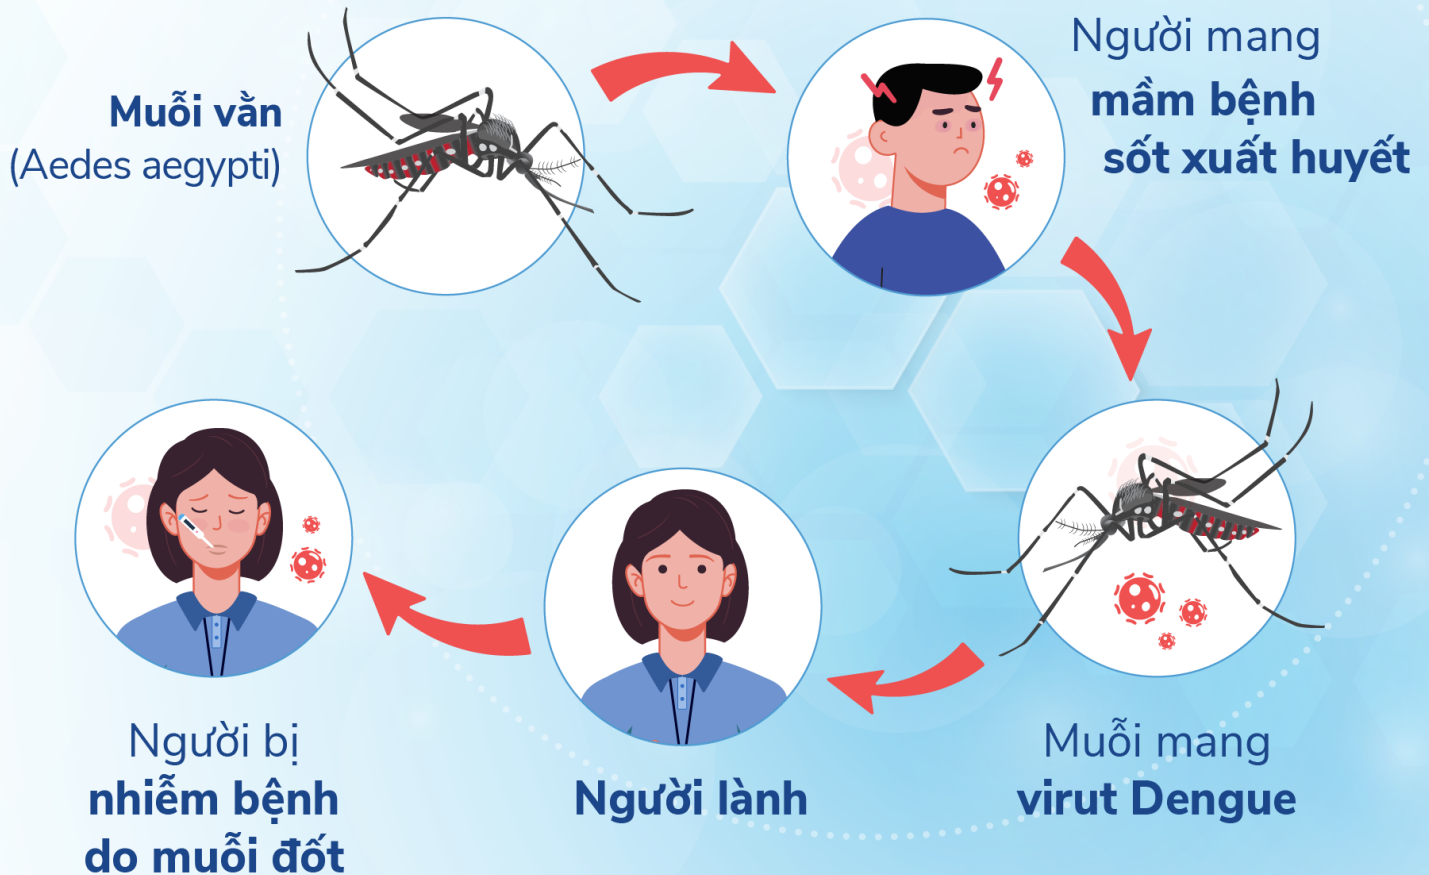 Muỗi vằn
(Aedes aegypti)
Người mang
mầm bệnh
sốt xuất huyết
Người bị
nhiễm bệnh
do muỗi đốt
Người lành
Muỗi mang
virut Dengue